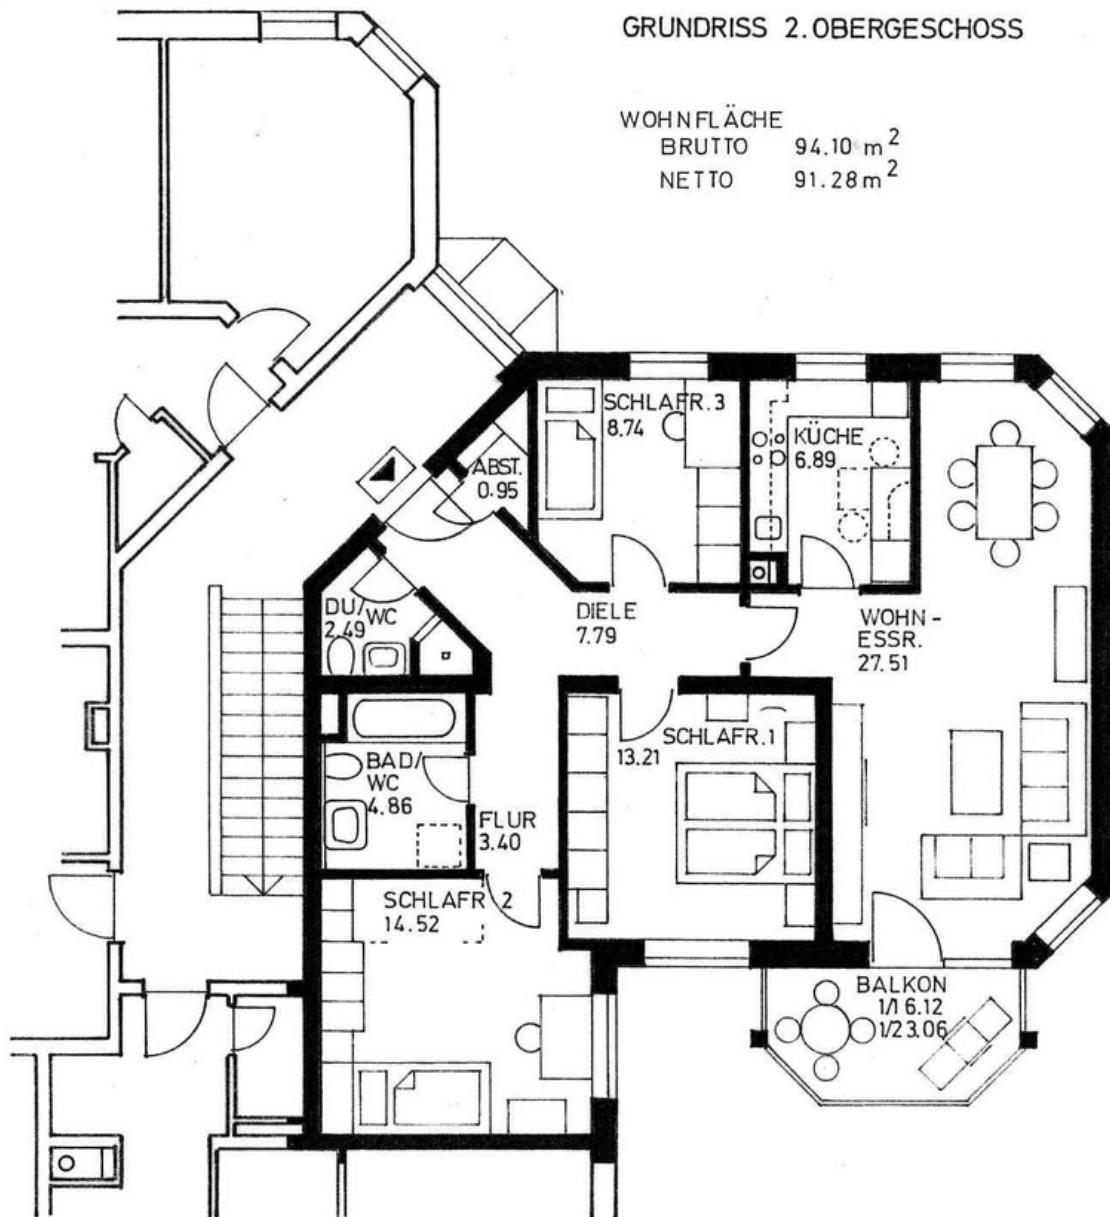 GRUNDRISS 2.OBERGESCHOSS
WOHNFLÄCHE
BRUTTO 94.10 m²
NETTO 91.28 m²
SCHLAFR.3
8.74
KÜCHE
6.89
ABST.
0.95
DU/WC
2.49
DIELE
7.79
WOHN-
ESSR.
27.51
SCHLAFR.1
13.21
BAD/
WC
4.86
FLUR
3.40
SCHLAFR 2
14.52
BALKON
1/1 6.12
1/2 3.06